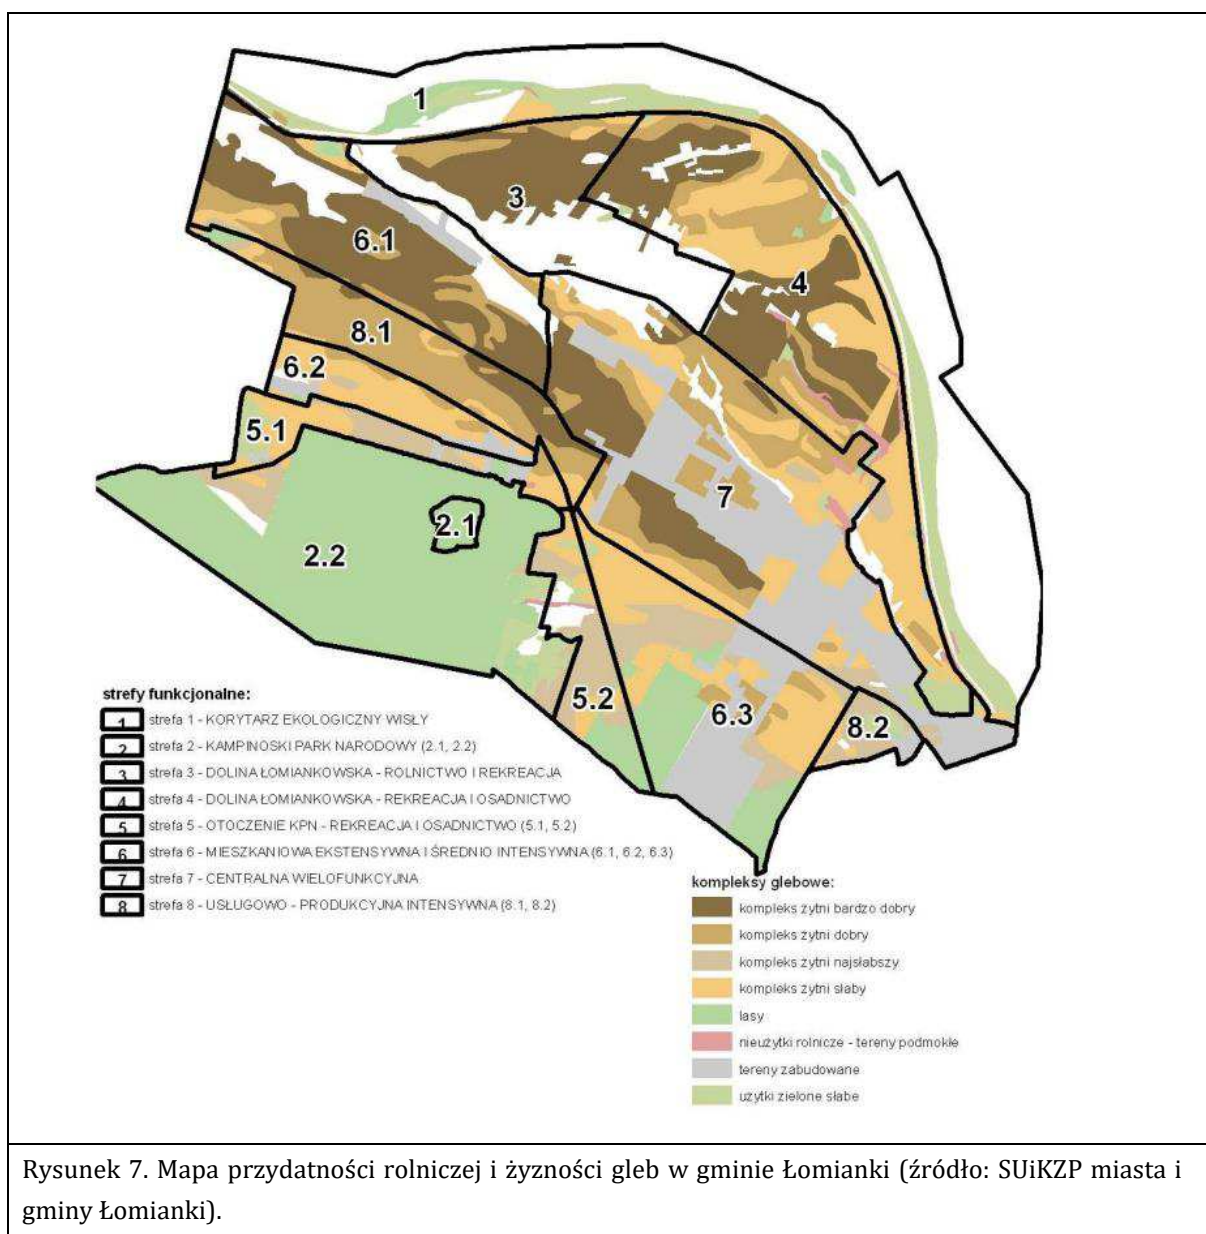 1
3
6.1
4
8.1
6.2
5.1
7
2.1
2.2
5.2
6.3
8.2
strefy funkcjonalne:
1 strefa 1 - KORYTARZ EKOLOGICZNY WISŁY
2 strefa 2 - KAMPINOSKI PARK NARODOWY (2.1, 2.2)
3 strefa 3 - DOLINA ŁOMIANKOWSKA - ROLNICTWO I REKREACJA
4 strefa 4 - DOLINA ŁOMIANKOWSKA - REKREACJA I OSADNICTWO
5 strefa 5 - OTOCZENIE KPN - REKREACJA I OSADNICTWO (5.1, 5.2)
6 strefa 6 - MIESZKANIOWA EKSTENSYWNA I ŚREDNIO INTENSYWNA (6.1, 6.2, 6.3)
7 strefa 7 - CENTRALNA WIELOFUNKCYJNA
8 strefa 8 - USŁUGOWO - PRODUKCYJNA INTENSYWNA (8.1, 8.2)
kompleksy glebowe:
kompleks żytni bardzo dobry
kompleks żytni dobry
kompleks żytni najsłabszy
kompleks żytni słaby
lasy
nieużytki rolnicze - tereny podmokłe
tereny zabudowane
użytki zielone słabe
Rysunek 7. Mapa przydatności rolniczej i żyzności gleb w gminie Łomianki (źródło: SUiKZP miasta i
gminy Łomianki).